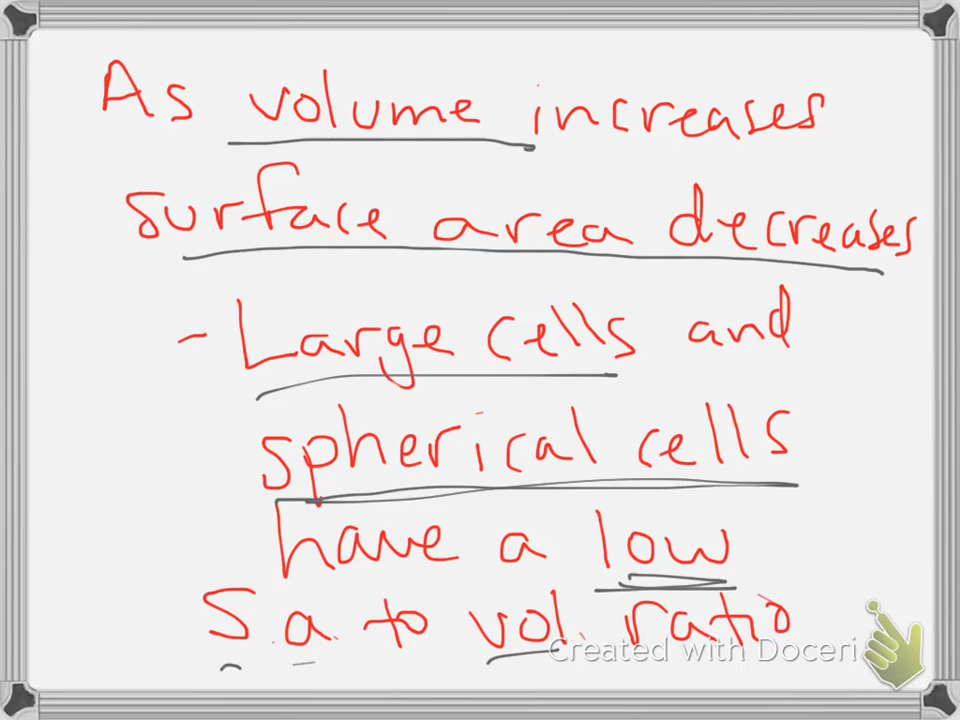 As volume increases
surface area decreases
- Large cells and
spherical cells
have a low
S.a. to vol. ratio
Created with Doceri